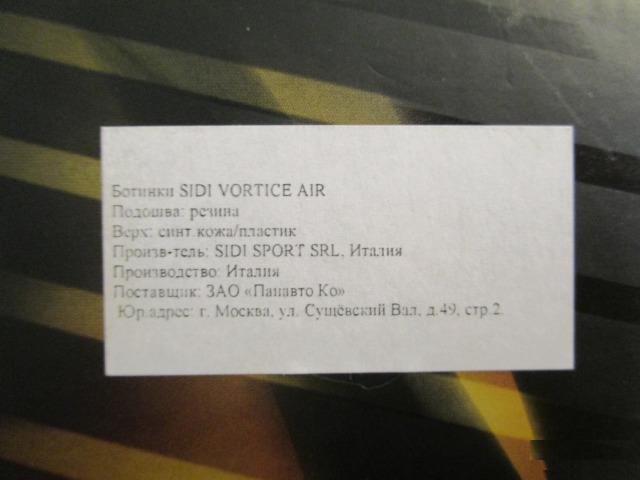 Ботинки SIDI VORTICE AIR
Подошва: резина
Верх: синт.кожа/пластик
Произв-тель: SIDI SPORT SRL, Италия
Производство: Италия
Поставщик: ЗАО «Панавто Ко»
Юр.адрес: г. Москва, ул. Сущёвский Вал, д.49, стр.2.